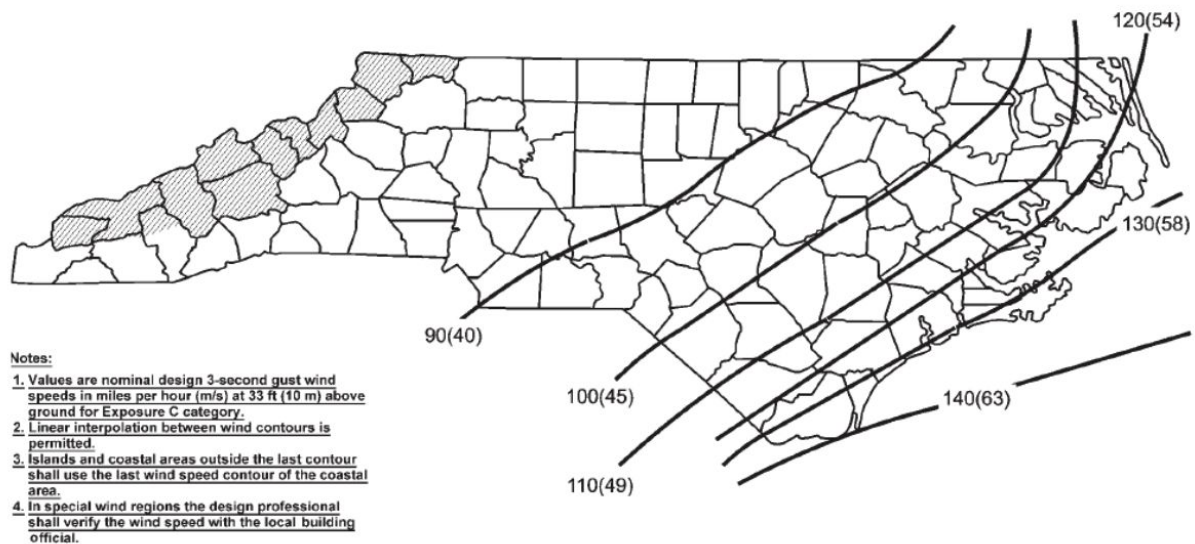 120(54)
130(58)
90(40)
Notes:
1. Values are nominal design 3-second gust wind
speeds in miles per hour (m/s) at 33 ft (10 m) above
ground for Exposure C category.
2. Linear interpolation between wind contours is
permitted.
3. Islands and coastal areas outside the last contour
shall use the last wind speed contour of the coastal
area.
4. In special wind regions the design professional
shall verify the wind speed with the local building
official.
100(45)
140(63)
110(49)